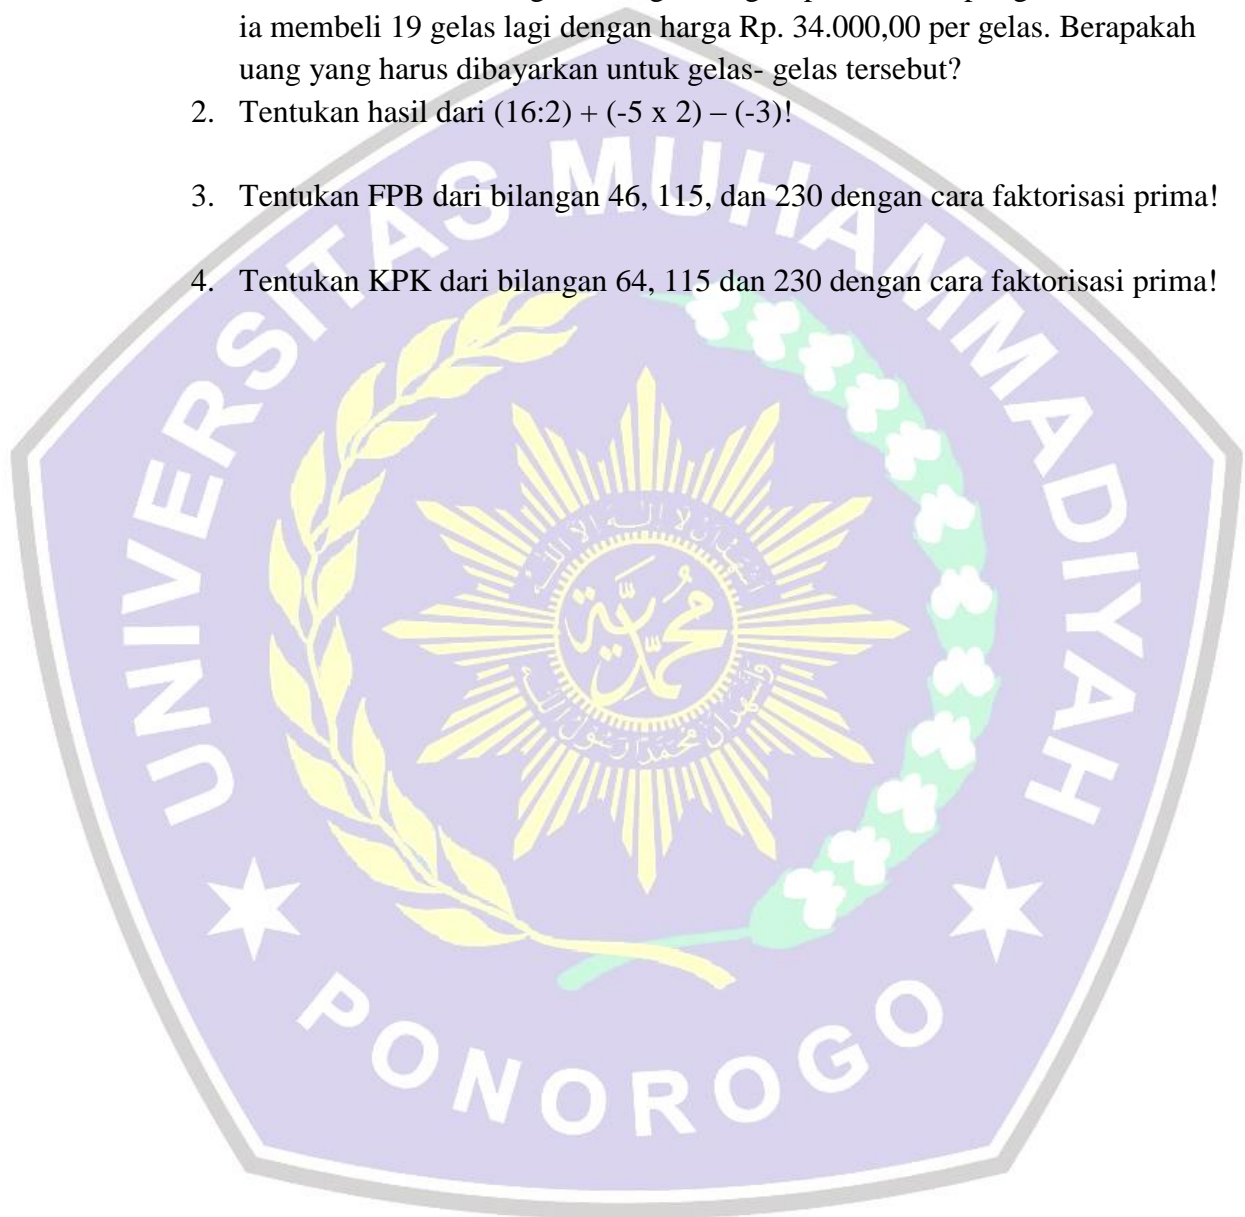 ia membeli 19 gelas lagi dengan harga Rp. 34.000,00 per gelas. Berapakah
uang yang harus dibayarkan untuk gelas- gelas tersebut?
2. Tentukan hasil dari (16:2) + (-5 x 2) – (-3)!
3. Tentukan FPB dari bilangan 46, 115, dan 230 dengan cara faktorisasi prima!
4. Tentukan KPK dari bilangan 64, 115 dan 230 dengan cara faktorisasi prima!
UNIVERSITAS MUHAMMADIYAH
محمدية
PONOROGO